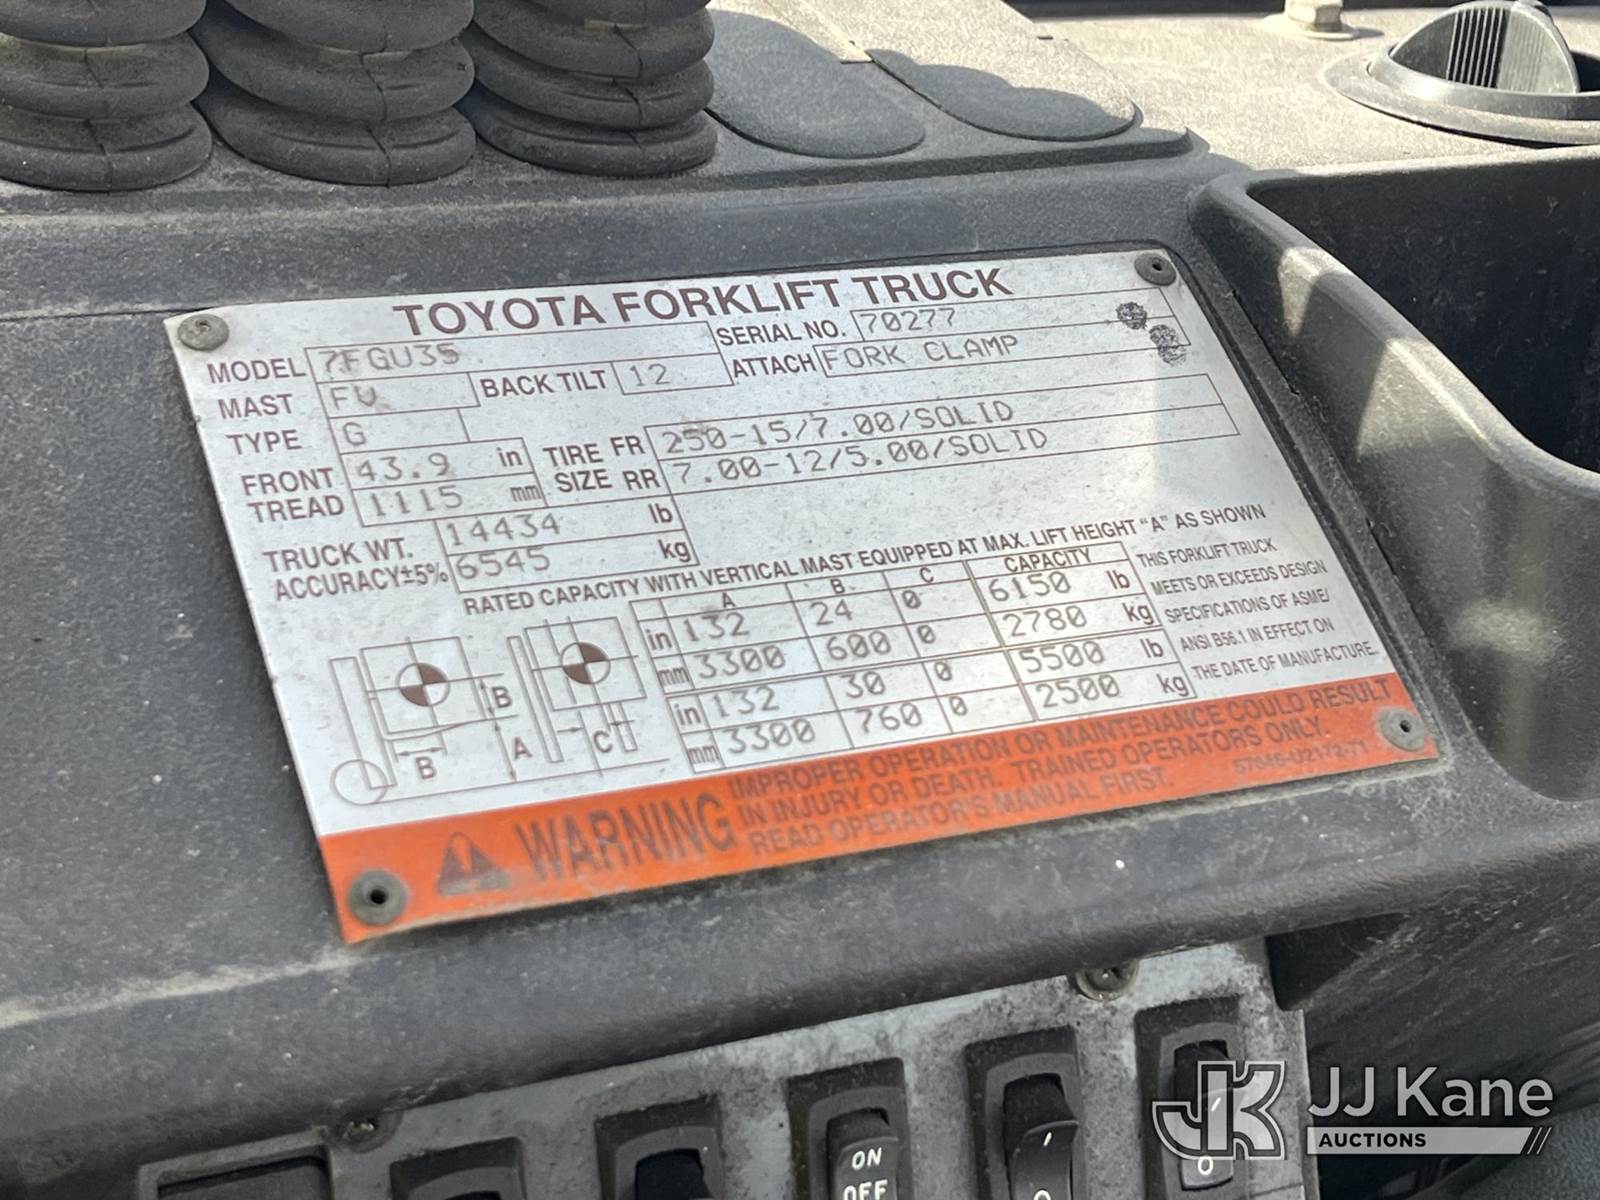 TOYOTA FORKLIFT TRUCK
MODEL 7FGU35 SERIAL NO. 70277
MAST FV BACK TILT 12 ATTACH FORK CLAMP
TYPE G
FRONT TREAD 43.9 in TIRE SIZE FR 250-15/7.00/SOLID
1115 mm RR 7.00-12/5.00/SOLID
TRUCK WT. 14434 lb
ACCURACY±5% 6545 kg
RATED CAPACITY WITH VERTICAL MAST EQUIPPED AT MAX. LIFT HEIGHT "A" AS SHOWN
A B C CAPACITY
in 132 24 0 6150 lb
mm 3300 600 0 2780 kg
in 132 30 0 5500 lb
mm 3300 760 0 2500 kg
B
A
B
C
THIS FORKLIFT TRUCK
MEETS OR EXCEEDS DESIGN
SPECIFICATIONS OF ASME/
ANSI B56.1 IN EFFECT ON
THE DATE OF MANUFACTURE.
WARNING
IMPROPER OPERATION OR MAINTENANCE COULD RESULT
IN INJURY OR DEATH. TRAINED OPERATORS ONLY.
READ OPERATOR'S MANUAL FIRST.
57646-U2172-71
ON
OFF
JK JJ Kane
AUCTIONS